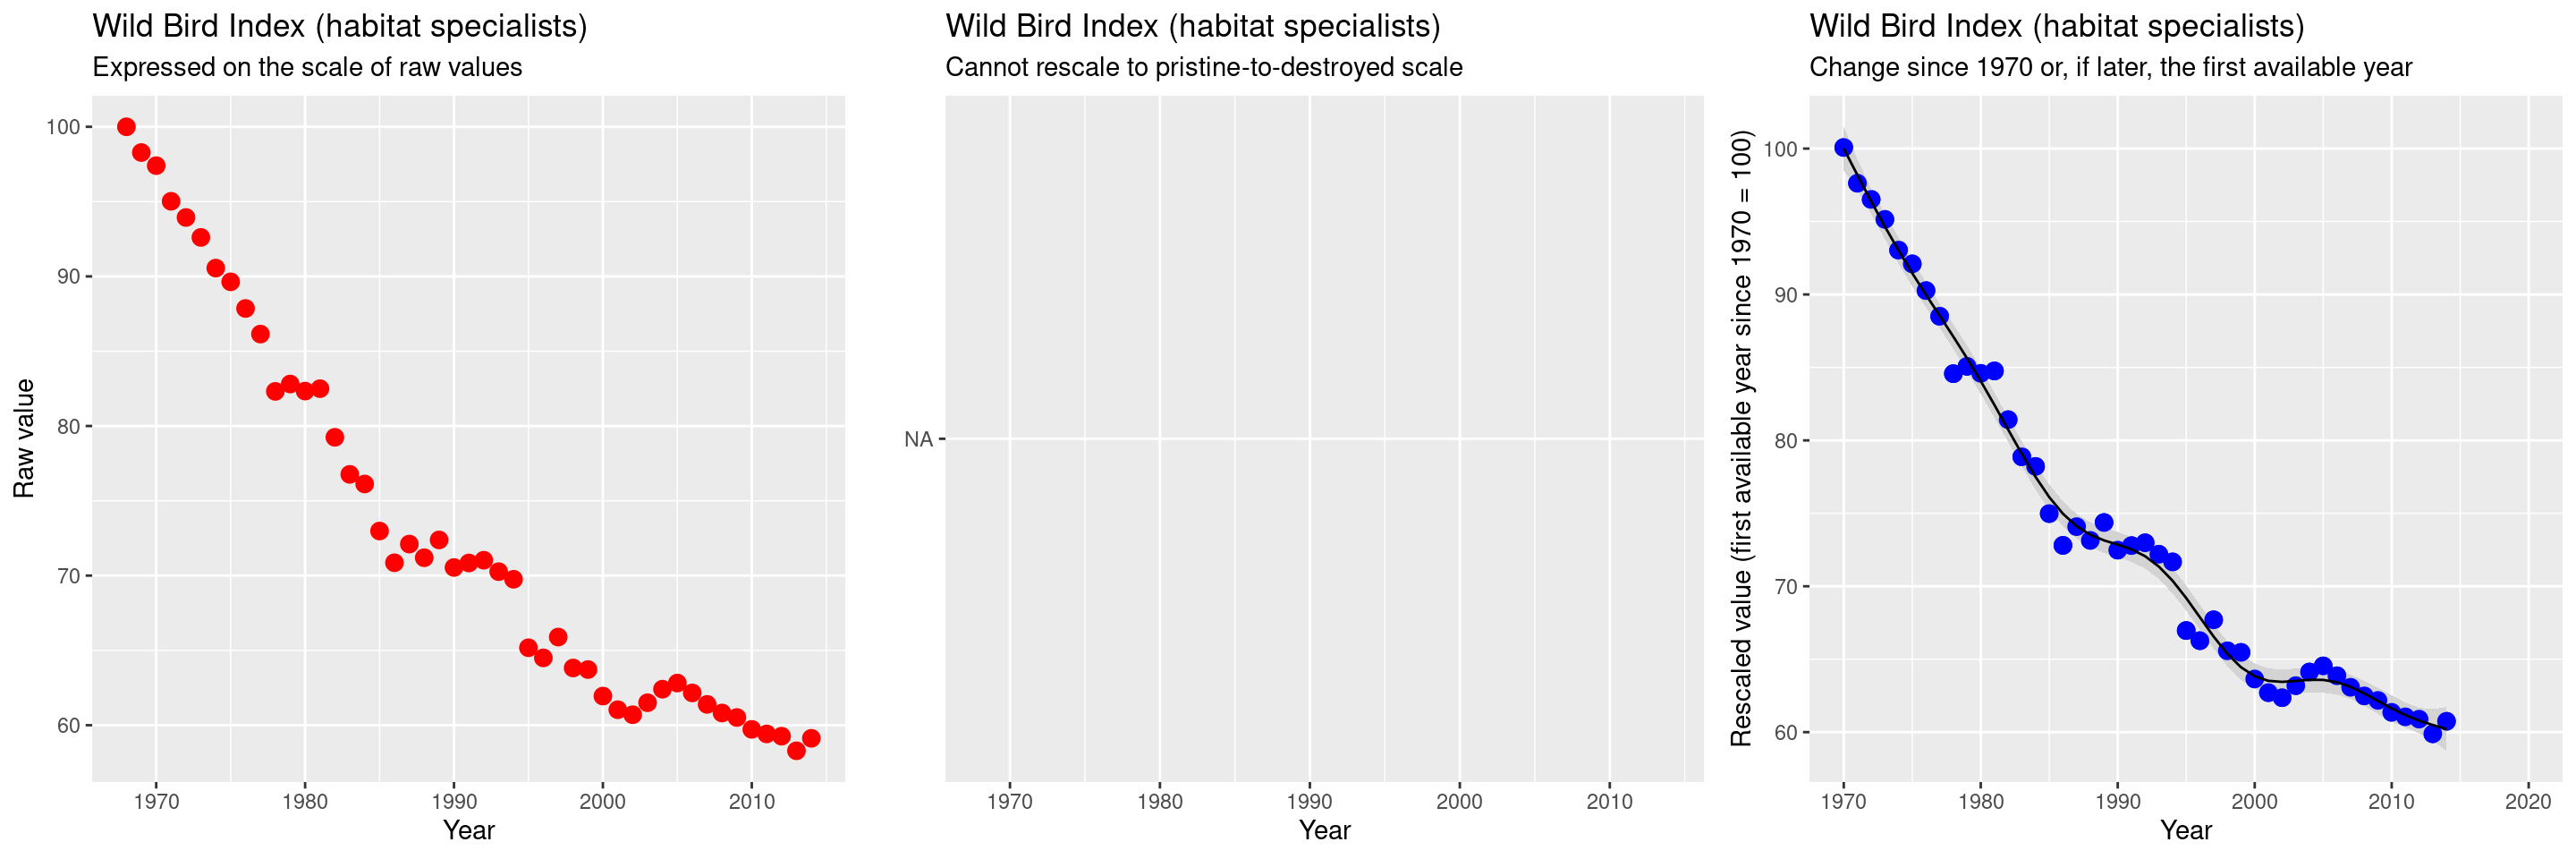 Wild Bird Index (habitat specialists)
Expressed on the scale of raw values
Raw value
100
90
80
70
60
1970 1980 1990 2000 2010
Year
Wild Bird Index (habitat specialists)
Cannot rescale to pristine-to-destroyed scale
NA
1970 1980 1990 2000 2010
Year
Wild Bird Index (habitat specialists)
Change since 1970 or, if later, the first available year
Rescaled value (first available year since 1970 = 100)
100
90
80
70
60
1970 1980 1990 2000 2010 2020
Year